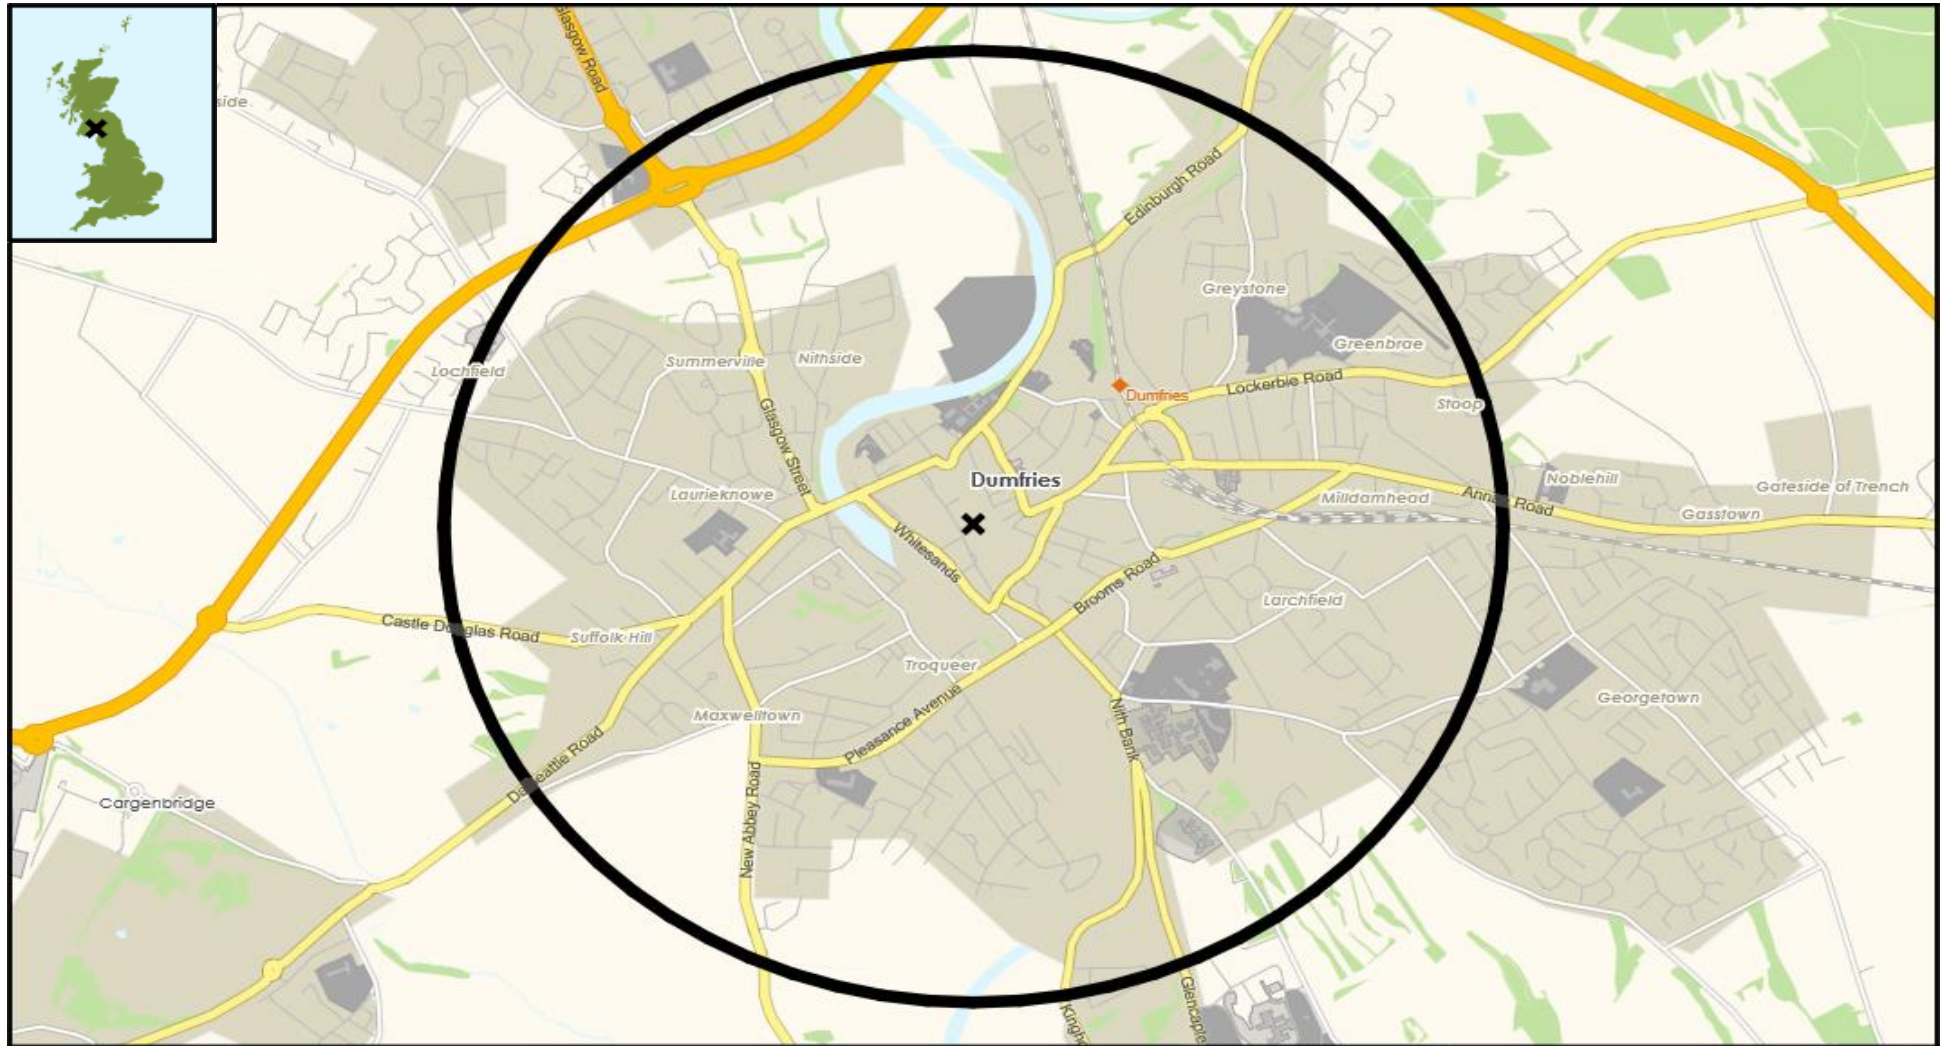 Glasgow Road
side
Edinburgh Road
Greystone
Greenbrae
Summerville
Nithside
Lochfield
Dumfries
Lockerbie Road
Stoop
Glasgow Street
Dumfries
Laurieknowe
Milldamhead
Annan Road
Noblehill
Gateside of Trench
Gasstown
Whitesands
Brooms Road
Larchfield
Castle Douglas Road
Suffolk Hill
Troqueer
Georgetown
Maxwelltown
Pleasance Avenue
Nith Bank
Dalbeattie Road
New Abbey Road
Cargenbridge
Glencaple
Kingh